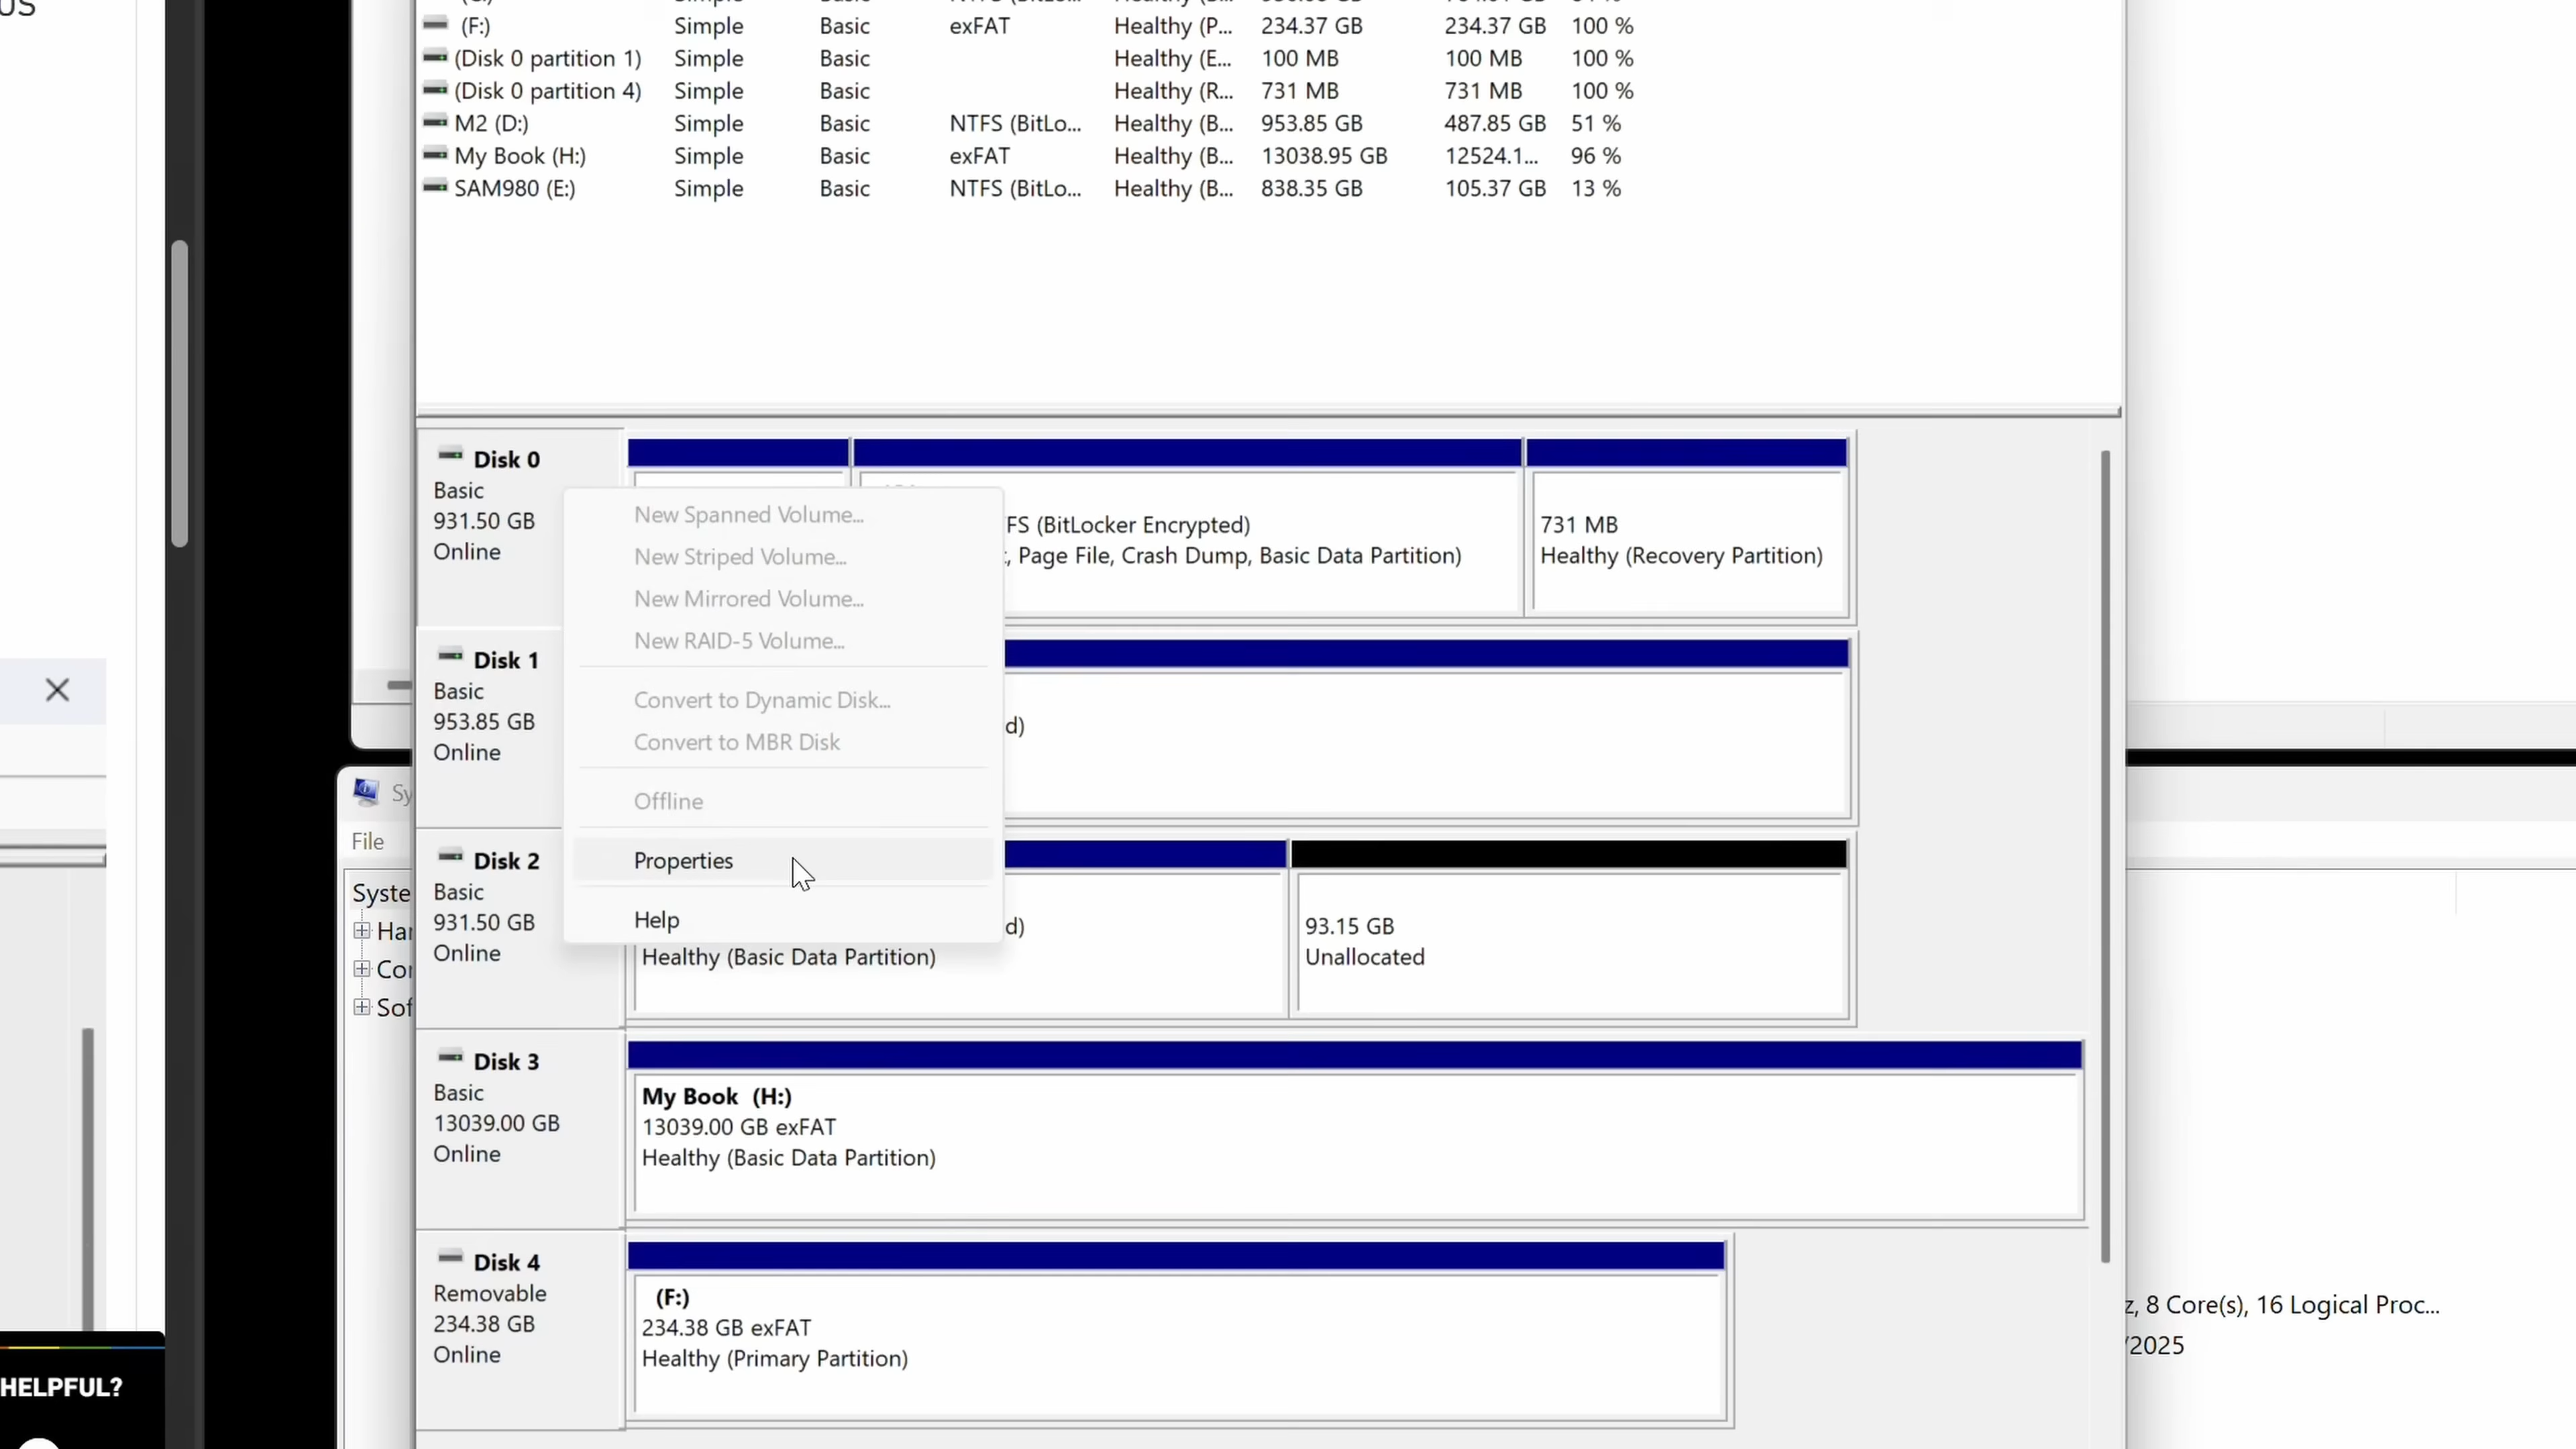 US
(F:) Simple Basic exFAT Healthy (P... 234.37 GB 234.37 GB 100 %
(Disk 0 partition 1) Simple Basic Healthy (E... 100 MB 100 MB 100 %
(Disk 0 partition 4) Simple Basic Healthy (R... 731 MB 731 MB 100 %
M2 (D:) Simple Basic NTFS (BitLo... Healthy (B... 953.85 GB 487.85 GB 51 %
My Book (H:) Simple Basic exFAT Healthy (B... 13038.95 GB 12524.1... 96 %
SAM980 (E:) Simple Basic NTFS (BitLo... Healthy (B... 838.35 GB 105.37 GB 13 %
Disk 0
Basic
931.50 GB
Online
FS (BitLocker Encrypted)
, Page File, Crash Dump, Basic Data Partition)
731 MB
Healthy (Recovery Partition)
New Spanned Volume...
New Striped Volume...
New Mirrored Volume...
New RAID-5 Volume...
Convert to Dynamic Disk...
Convert to MBR Disk
Offline
Properties
Help
Disk 1
Basic
953.85 GB
Online
d)
Disk 2
Basic
931.50 GB
Online
d)
Healthy (Basic Data Partition)
93.15 GB
Unallocated
Disk 3
Basic
13039.00 GB
Online
My Book (H:)
13039.00 GB exFAT
Healthy (Basic Data Partition)
Disk 4
Removable
234.38 GB
Online
(F:)
234.38 GB exFAT
Healthy (Primary Partition)
Sy
File
Syste
Har
Cor
Sof
z, 8 Core(s), 16 Logical Proc...
/2025
HELPFUL?